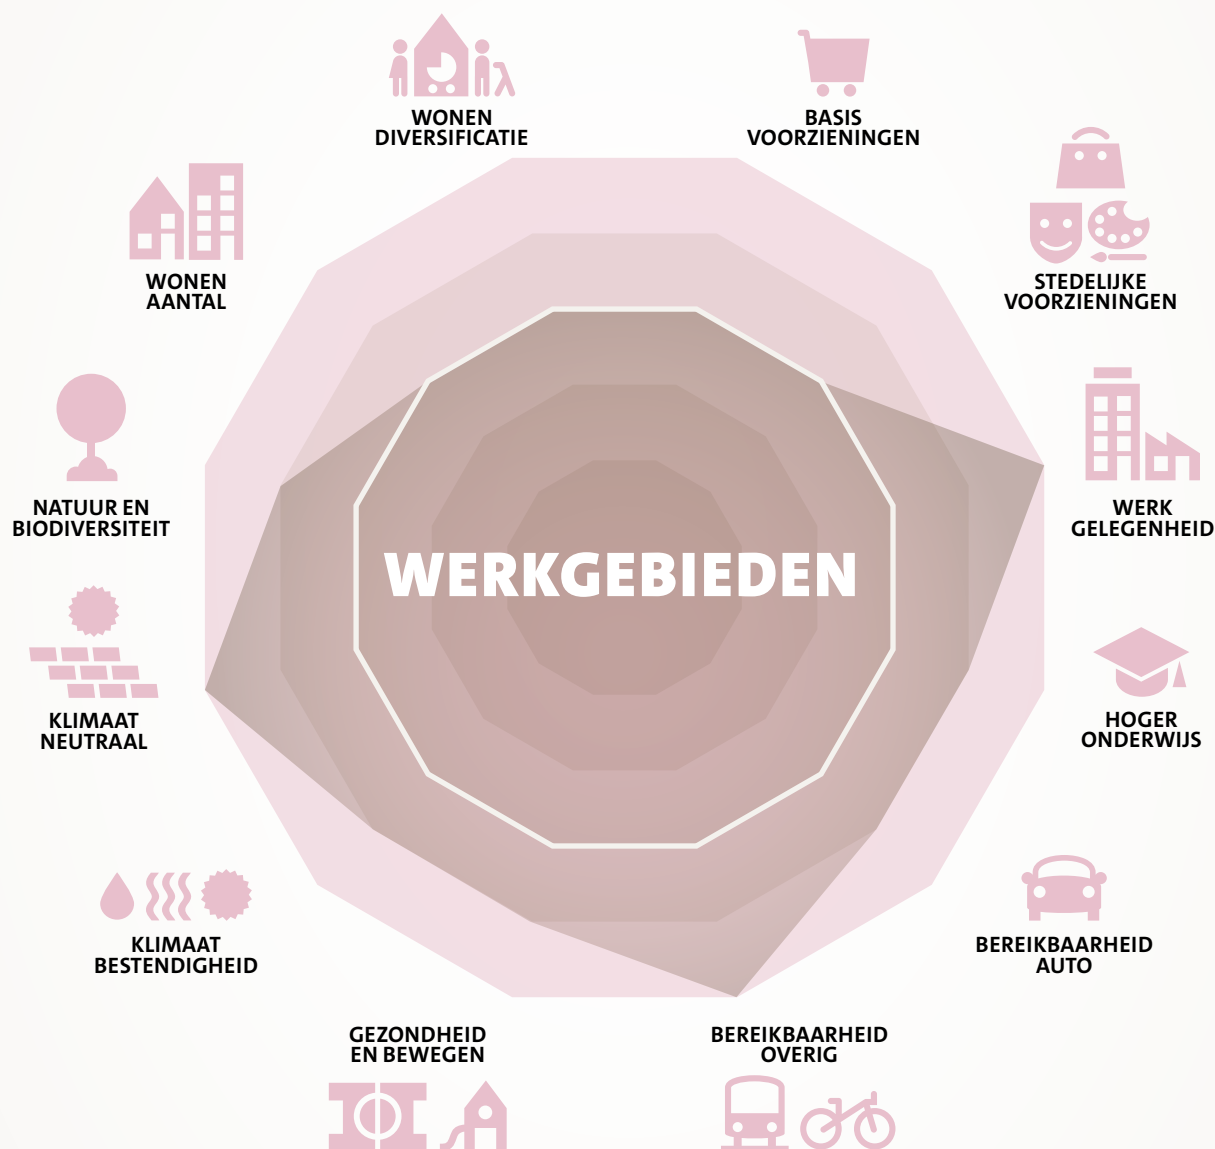 WONEN
DIVERSIFICATIE
BASIS
VOORZIENINGEN
WONEN
AANTAL
STEDELIJKE
VOORZIENINGEN
NATUUR EN
BIODIVERSITEIT
WERK
GELEGENHEID
WERKGEBIEDEN
KLIMAAT
NEUTRAAL
HOGER
ONDERWIJS
KLIMAAT
BESTENDIGHEID
BEREIKBAARHEID
AUTO
GEZONDHEID
EN BEWEGEN
BEREIKBAARHEID
OVERIG